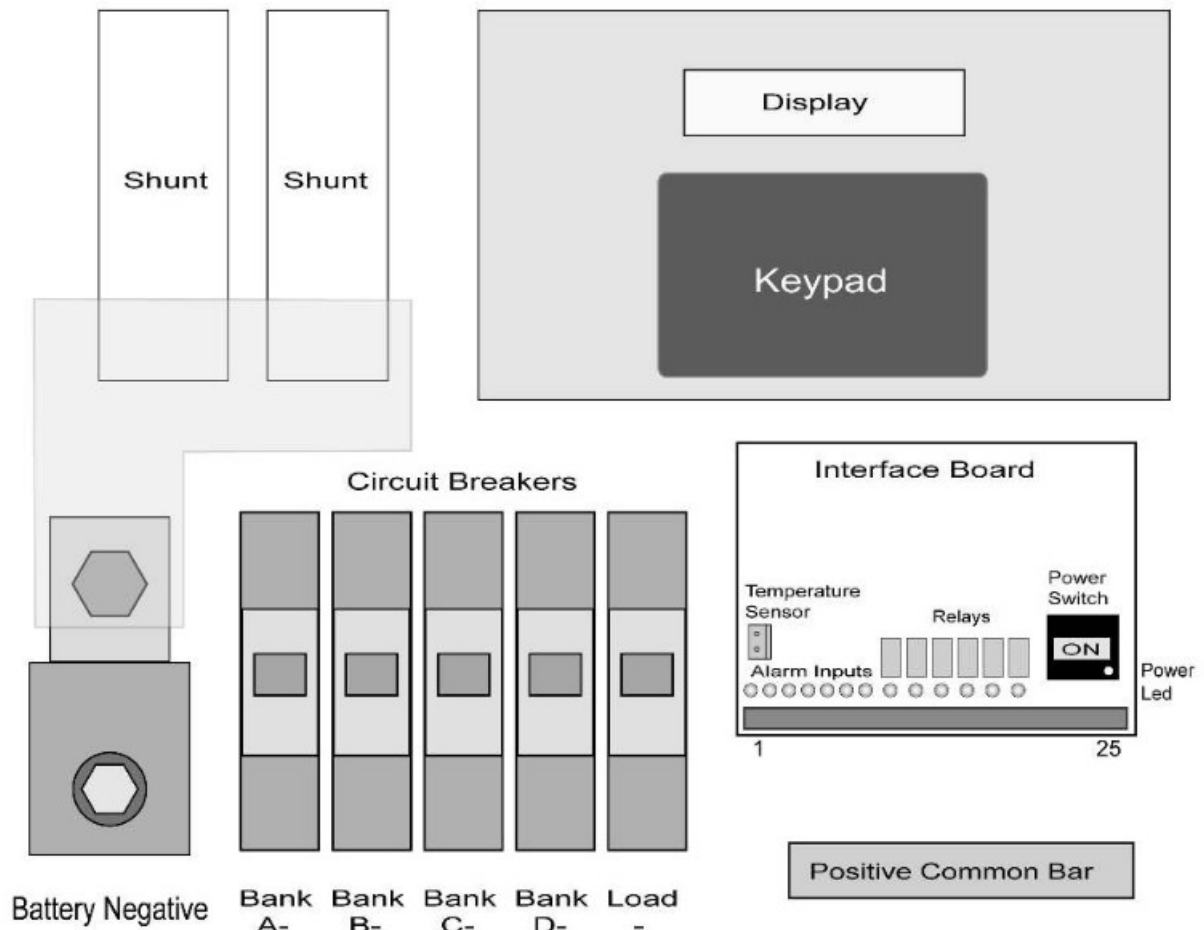 Shunt
Shunt
Display
Keypad
Circuit Breakers
Interface Board
Temperature
Sensor
Relays
Power
Switch
ON
Alarm Inputs
Power
Led
1
25
Positive Common Bar
Battery Negative
Bank
A-
Bank
B-
Bank
C-
Bank
D-
Load
-